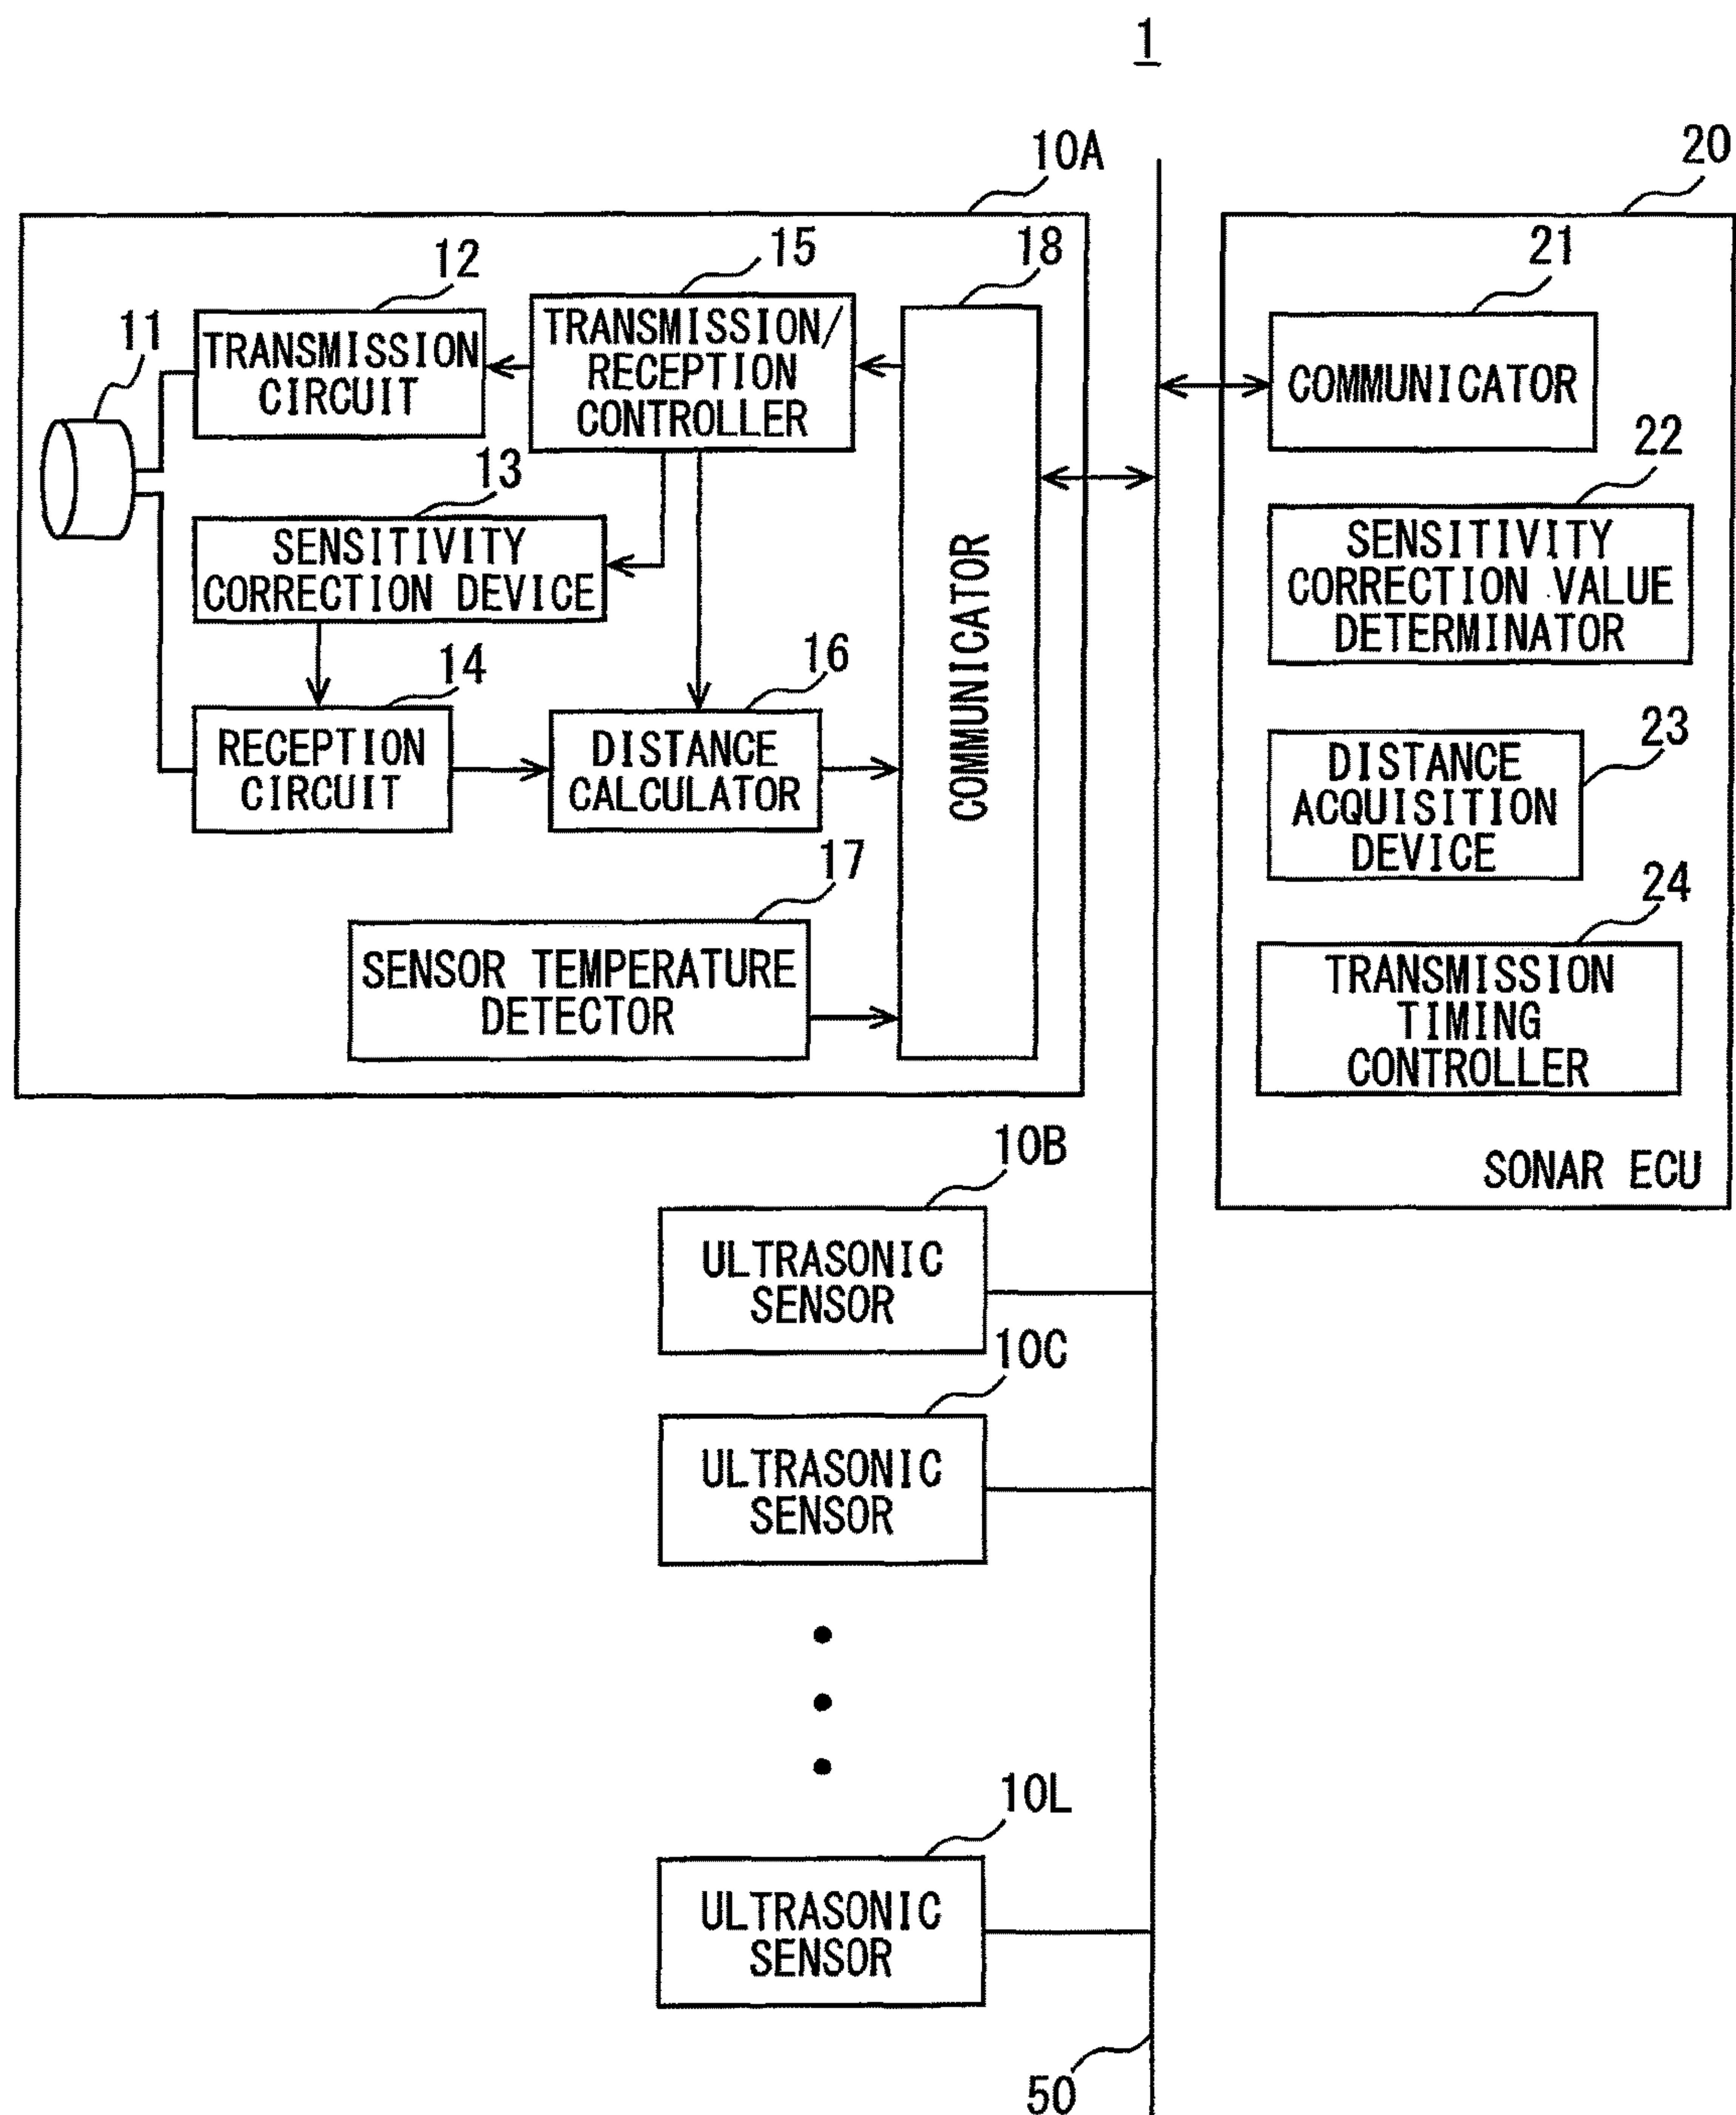 1
10A
20
12
15
18
21
11
TRANSMISSION
CIRCUIT
TRANSMISSION/
RECEPTION
CONTROLLER
COMMUNICATOR
COMMUNICATOR
13
22
SENSITIVITY
CORRECTION DEVICE
SENSITIVITY
CORRECTION VALUE
DETERMINATOR
14
16
RECEPTION
CIRCUIT
DISTANCE
CALCULATOR
23
DISTANCE
ACQUISITION
DEVICE
17
24
SENSOR TEMPERATURE
DETECTOR
TRANSMISSION
TIMING
CONTROLLER
SONAR ECU
10B
ULTRASONIC
SENSOR
10C
ULTRASONIC
SENSOR
10L
ULTRASONIC
SENSOR
50